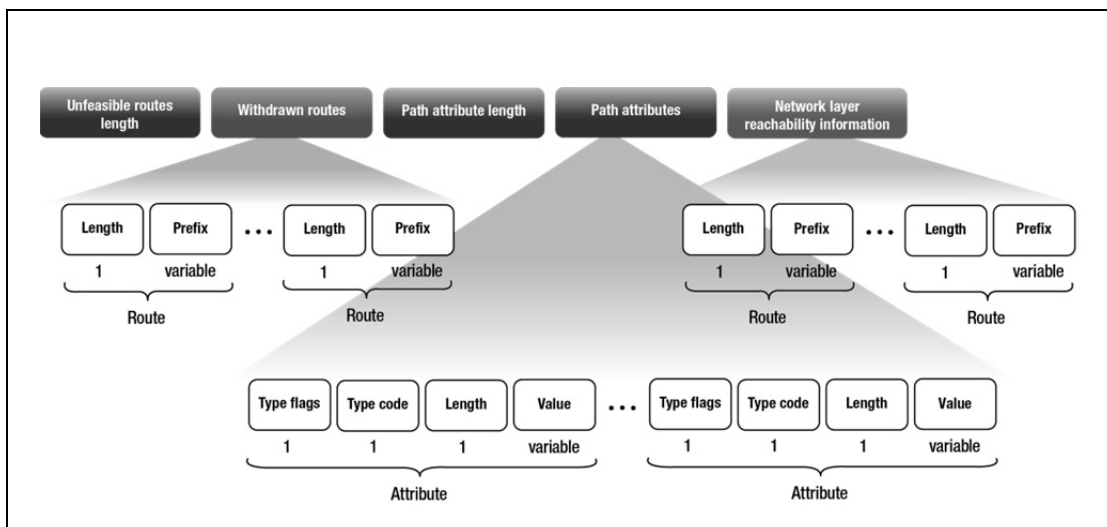 Unfeasible routes
length
Withdrawn routes
Path attribute length
Path attributes
Network layer
reachability information
Length Prefix ... Length Prefix
1 variable 1 variable
Route Route
Length Prefix ... Length Prefix
1 variable 1 variable
Route Route
Type flags Type code Length Value ... Type flags Type code Length Value
1 1 1 variable 1 1 1 variable
Attribute Attribute